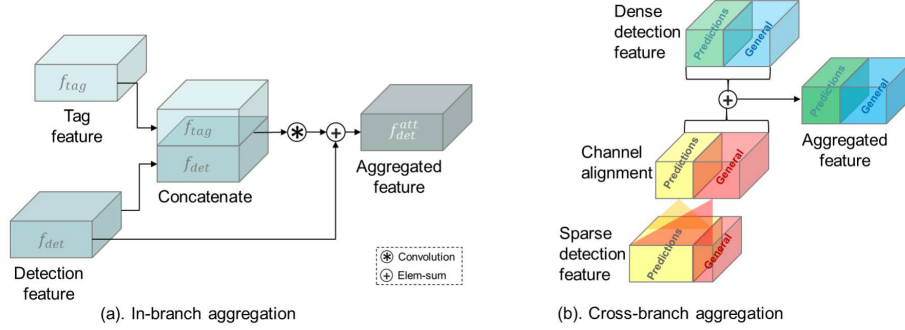 f_tag
Tag
feature
f_tag
f_det
Concatenate
f_det
Detection
feature
f_det^att
Aggregated
feature
Convolution
Elem-sum
(a). In-branch aggregation
Dense
detection
feature
Predictions
General
Predictions
General
Aggregated
feature
Channel
alignment
Predictions
General
Sparse
detection
feature
Predictions
General
(b). Cross-branch aggregation